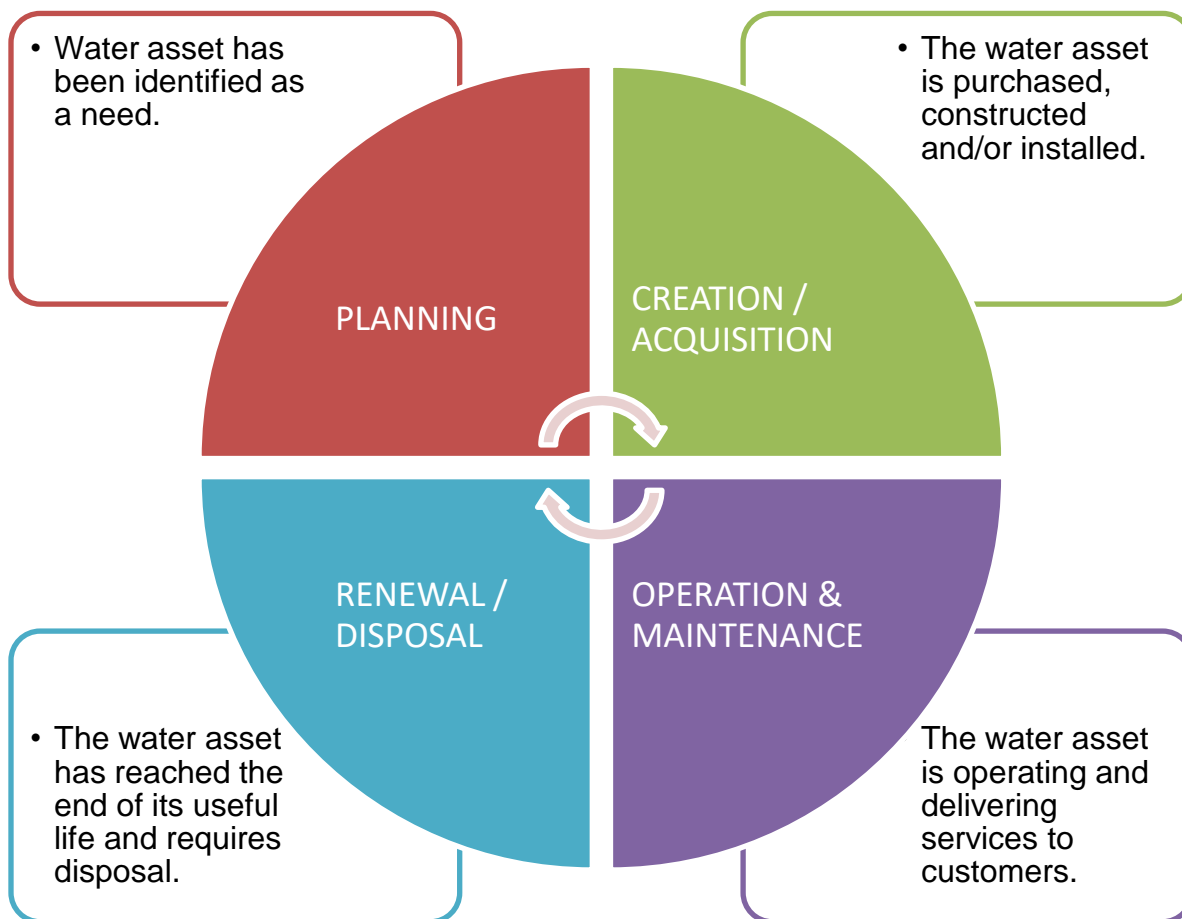 • Water asset has
been identified as
a need.
• The water asset
is purchased,
constructed
and/or installed.
PLANNING
CREATION /
ACQUISITION
RENEWAL /
DISPOSAL
OPERATION &
MAINTENANCE
• The water asset
has reached the
end of its useful
life and requires
disposal.
The water asset
is operating and
delivering
services to
customers.